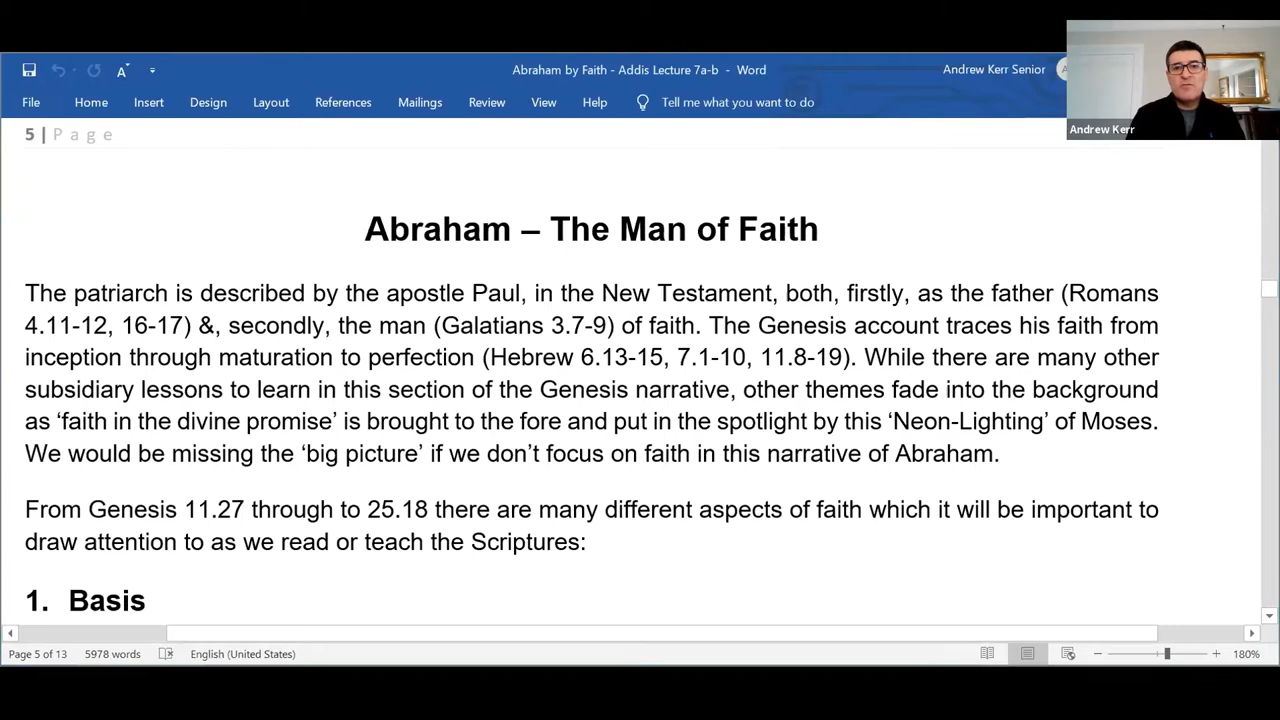 Abraham by Faith - Addis Lecture 7a-b - Word
Andrew Kerr Senior
File Home Insert Design Layout References Mailings Review View Help Tell me what you want to do
Andrew Kerr
5 | Page
Abraham – The Man of Faith
The patriarch is described by the apostle Paul, in the New Testament, both, firstly, as the father (Romans
4.11-12, 16-17) &, secondly, the man (Galatians 3.7-9) of faith. The Genesis account traces his faith from
inception through maturation to perfection (Hebrew 6.13-15, 7.1-10, 11.8-19). While there are many other
subsidiary lessons to learn in this section of the Genesis narrative, other themes fade into the background
as ‘faith in the divine promise’ is brought to the fore and put in the spotlight by this ‘Neon-Lighting’ of Moses.
We would be missing the ‘big picture’ if we don’t focus on faith in this narrative of Abraham.
From Genesis 11.27 through to 25.18 there are many different aspects of faith which it will be important to
draw attention to as we read or teach the Scriptures:
1. Basis
Page 5 of 13 5978 words English (United States) 180%